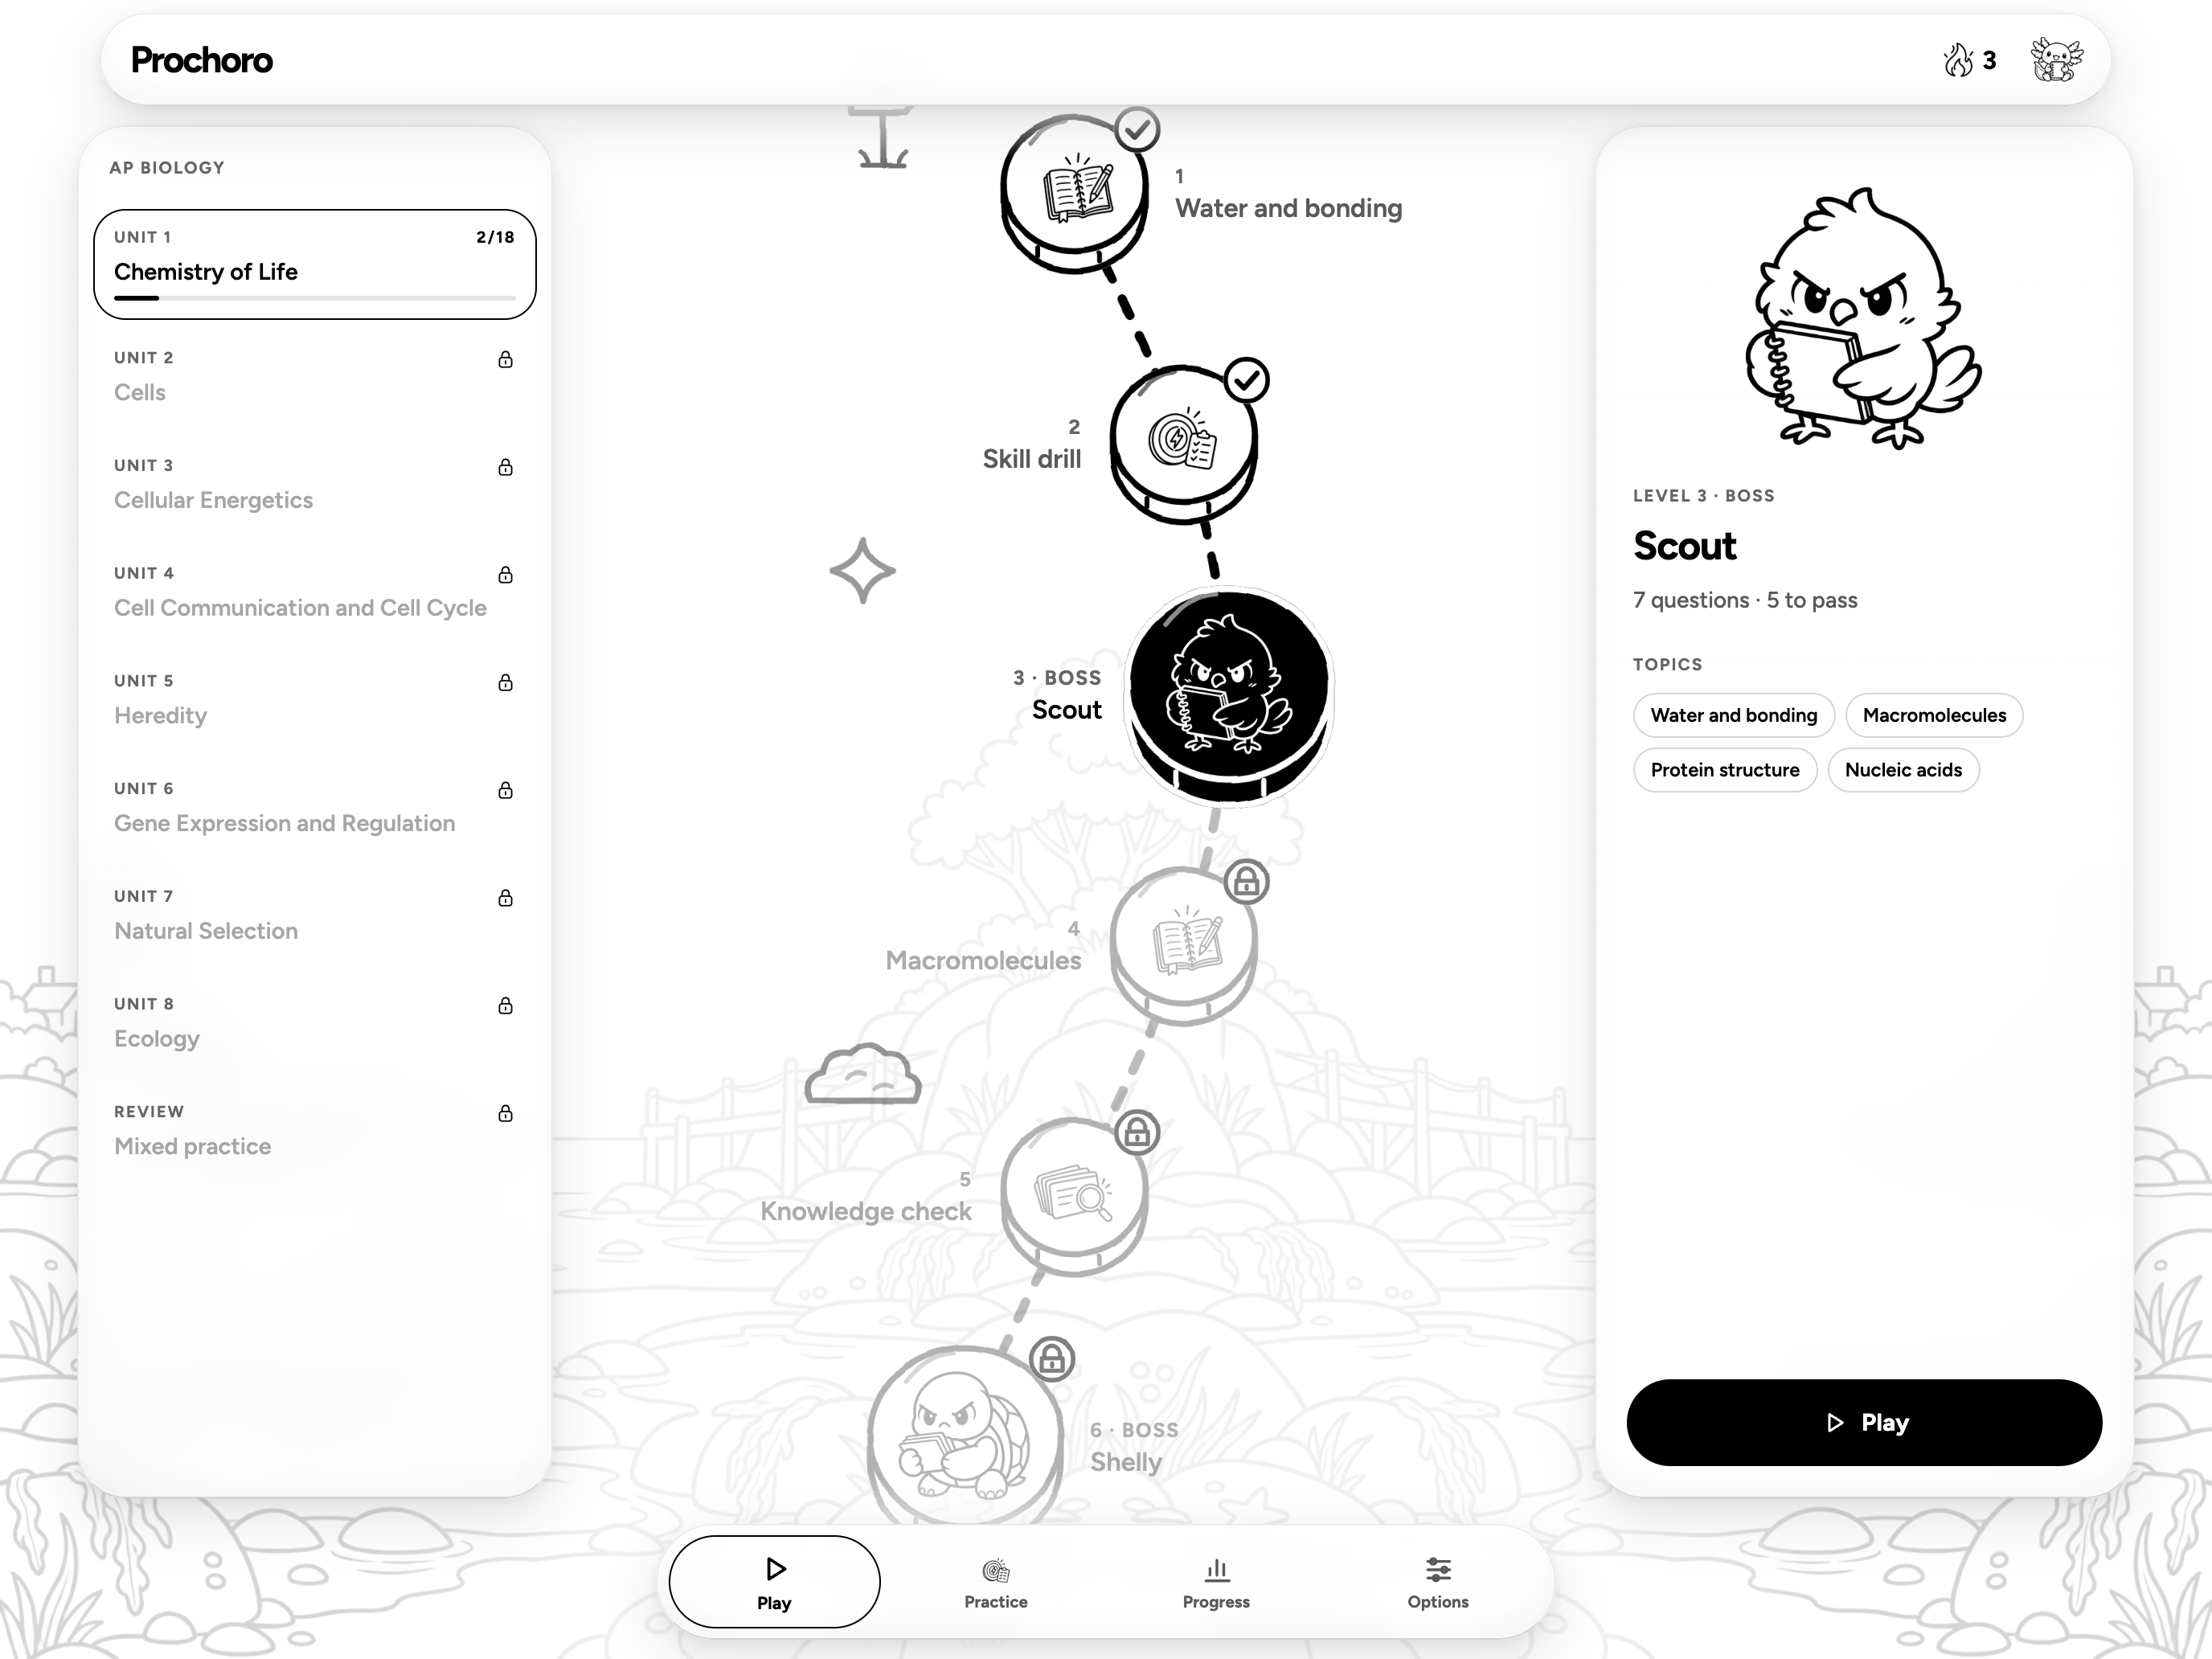 Prochoro
3
AP BIOLOGY
UNIT 1
2/18
Chemistry of Life
UNIT 2
Cells
UNIT 3
Cellular Energetics
UNIT 4
Cell Communication and Cell Cycle
UNIT 5
Heredity
UNIT 6
Gene Expression and Regulation
UNIT 7
Natural Selection
UNIT 8
Ecology
REVIEW
Mixed practice
1
Water and bonding
2
Skill drill
3 · BOSS
Scout
4
Macromolecules
5
Knowledge check
6 · BOSS
Shelly
LEVEL 3 · BOSS
Scout
7 questions · 5 to pass
TOPICS
Water and bonding
Macromolecules
Protein structure
Nucleic acids
Play
Play
Practice
Progress
Options